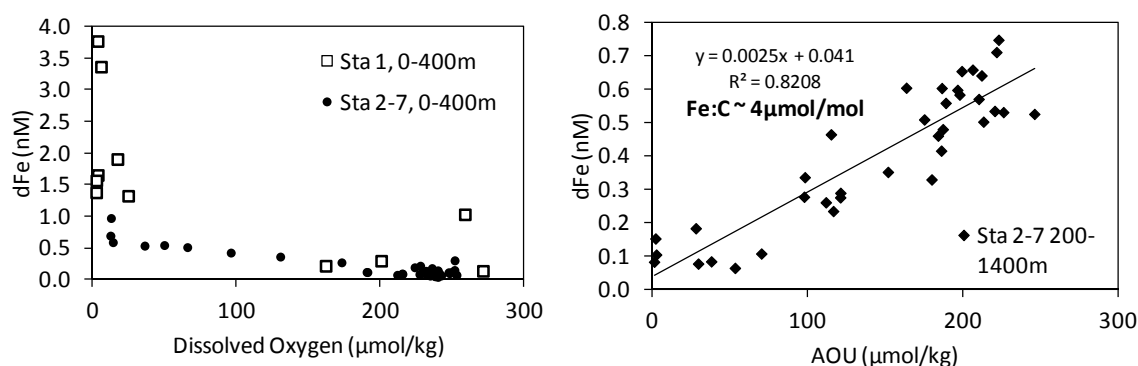 4.0
3.5
3.0
2.5
2.0
1.5
1.0
0.5
0.0
dFe (nM)
Sta 1, 0-400m
Sta 2-7, 0-400m
0
100
200
300
Dissolved Oxygen (µmol/kg)
0.8
0.7
0.6
0.5
0.4
0.3
0.2
0.1
0.0
dFe (nM)
y = 0.0025x + 0.041
R² = 0.8208
Fe:C ~ 4µmol/mol
Sta 2-7 200-
1400m
0
100
200
300
AOU (µmol/kg)